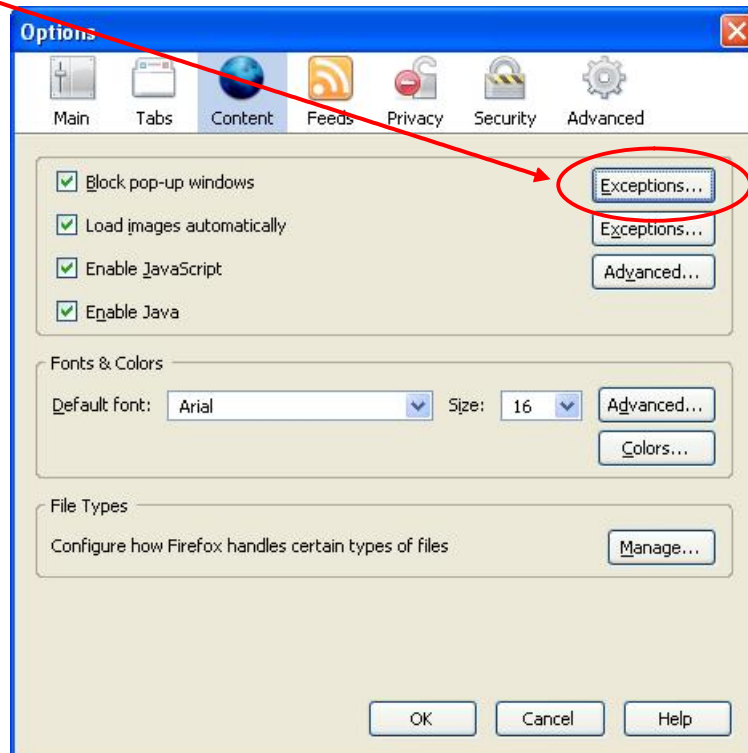 Options
Main Tabs Content Feeds Privacy Security Advanced
Block pop-up windows Exceptions...
Load images automatically Exceptions...
Enable JavaScript Advanced...
Enable Java
Fonts & Colors
Default font: Arial Size: 16 Advanced...
Colors...
File Types
Configure how Firefox handles certain types of files Manage...
OK Cancel Help